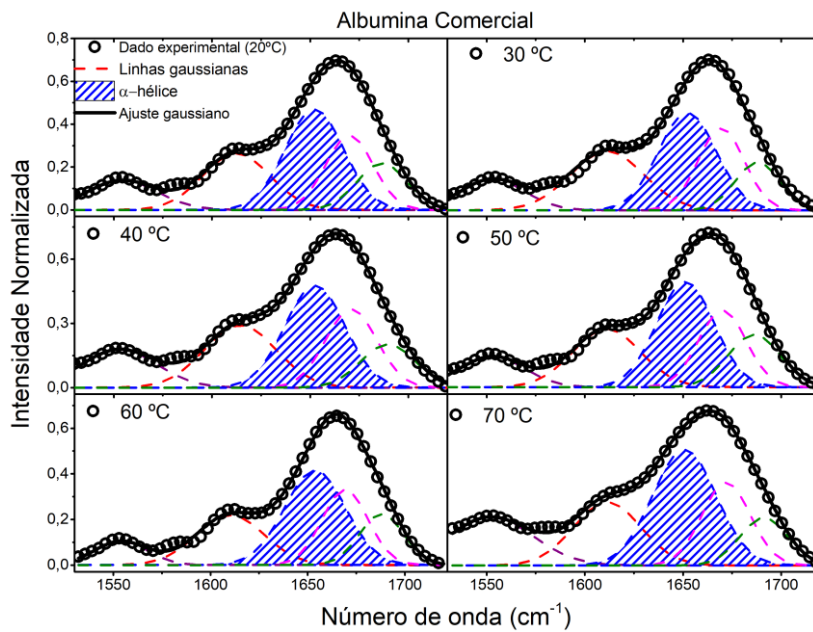 Albumina Comercial
Intensidade Normalizada
0,8
0,6
0,4
0,2
0,0
Dado experimental (20ºC)
Linhas gaussianas
α−hélice
Ajuste gaussiano
30 ºC
0,6
0,3
0,0
40 ºC
50 ºC
0,6
0,4
0,2
0,0
60 ºC
70 ºC
1550 1600 1650 1700 1550 1600 1650 1700
Número de onda (cm⁻¹)